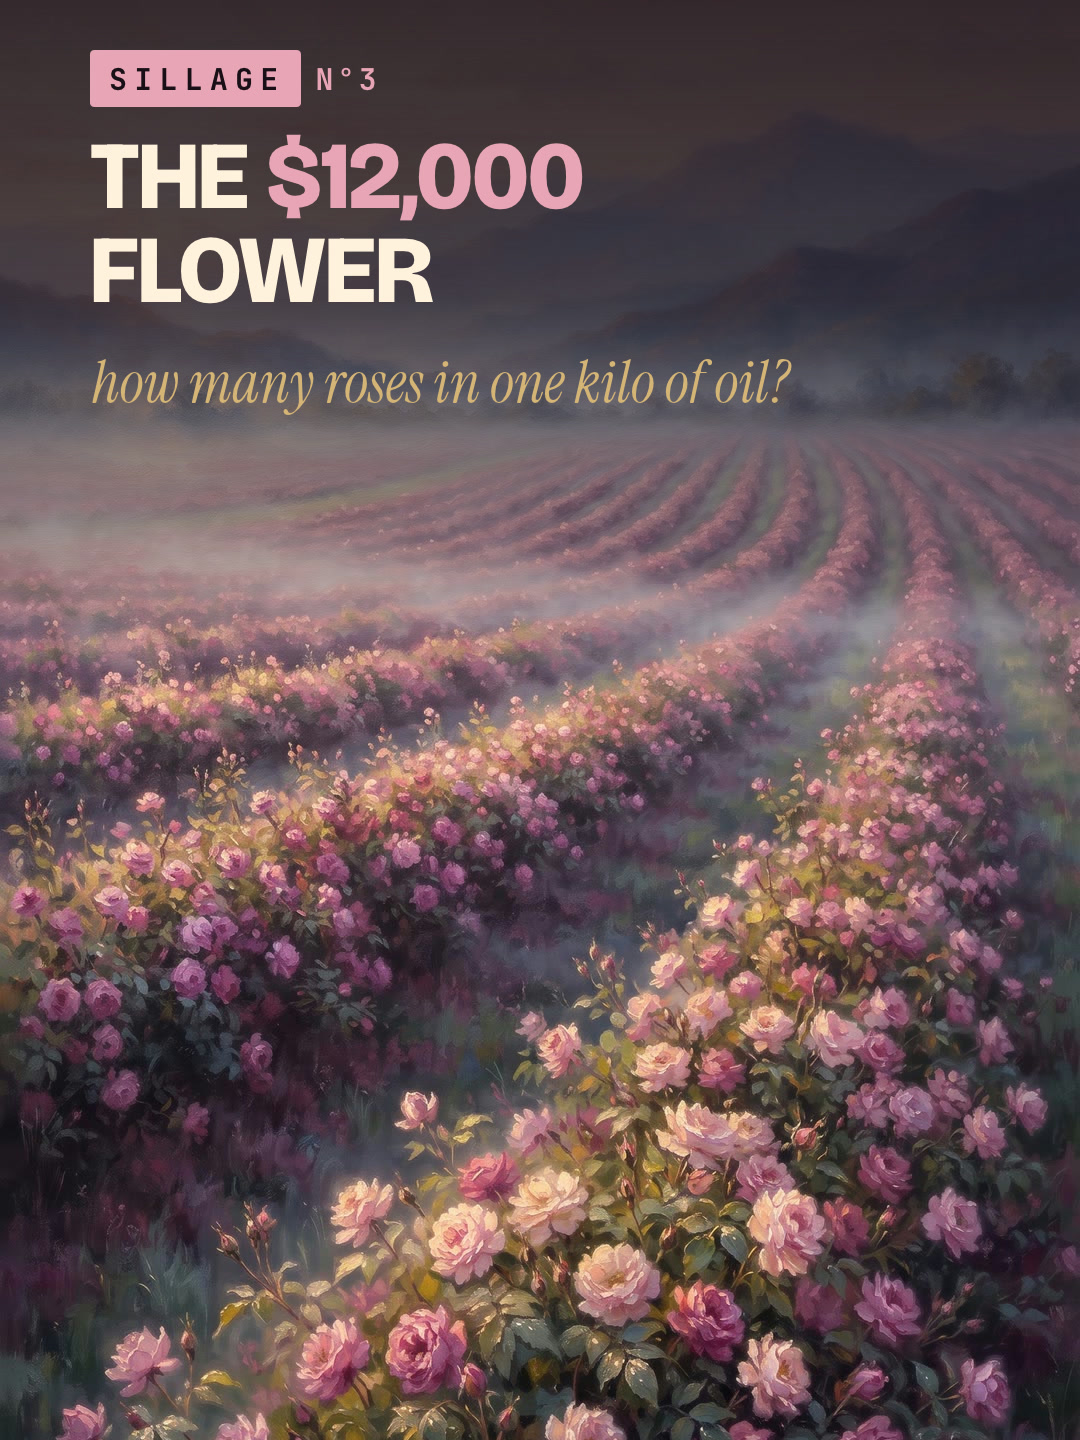 SILLAGE N°3
THE $12,000
FLOWER
how many roses in one kilo of oil?